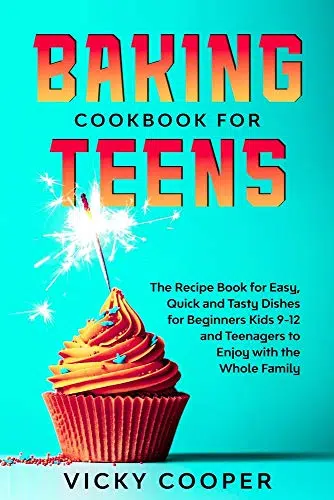 BAKING
COOKBOOK FOR
TEENS
The Recipe Book for Easy,
Quick and Tasty Dishes
for Beginners Kids 9-12
and Teenagers to
Enjoy with the
Whole Family
VICKY COOPER